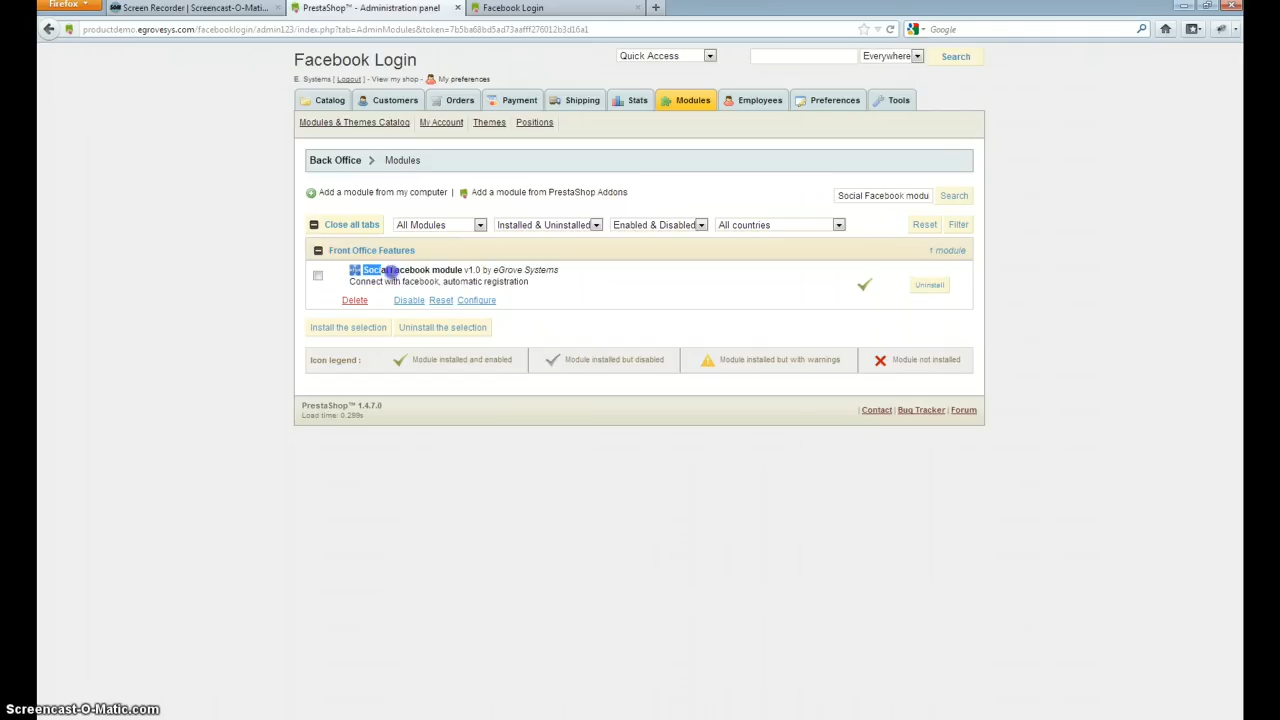 Firefox
Screen Recorder | Screencast-O-Mati...
PrestaShop™ - Administration panel
Facebook Login
productdemo.egrovesys.com/facebooklogin/admin123/index.php?tab=AdminModules&token=7b5ba68bd5ad73aafff276012b3d16a1
Google
Facebook Login
Quick Access
Everywhere
Search
E. Systems [ Logout ] - View my shop - My preferences
Catalog
Customers
Orders
Payment
Shipping
Stats
Modules
Employees
Preferences
Tools
Modules & Themes Catalog
My Account
Themes
Positions
Back Office > Modules
Add a module from my computer | Add a module from PrestaShop Addons
Social Facebook modu
Search
Close all tabs
All Modules
Installed & Uninstalled
Enabled & Disabled
All countries
Reset
Filter
Front Office Features
1 module
Social Facebook module v1.0 by eGrove Systems
Connect with facebook, automatic registration
Uninstall
Delete
Disable
Reset
Configure
Install the selection
Uninstall the selection
Icon legend :
Module installed and enabled
Module installed but disabled
Module installed but with warnings
Module not installed
PrestaShop™ 1.4.7.0
Load time: 0.299s
| Contact | Bug Tracker | Forum
Screencast-O-Matic.com